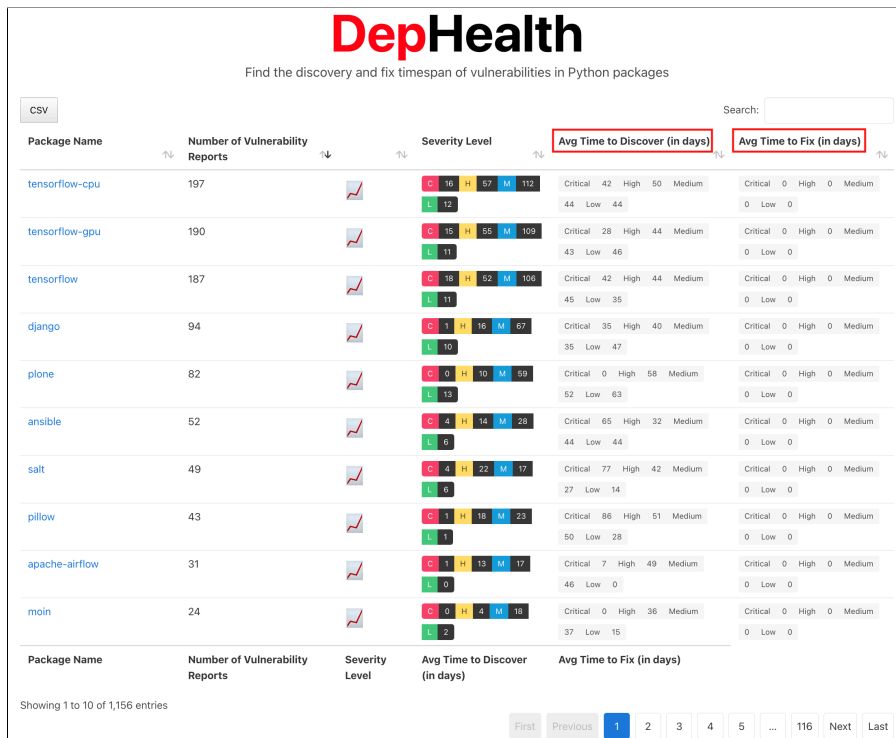 DepHealth
Find the discovery and fix timespan of vulnerabilities in Python packages
CSV
Search:
Package Name
Number of Vulnerability
Reports
Severity Level
Avg Time to Discover (in days)
Avg Time to Fix (in days)
tensorflow-cpu 197 C 16 H 57 M 112 Critical 42 High 50 Medium Critical 0 High 0 Medium
L 12 44 Low 44 0 Low 0
tensorflow-gpu 190 C 15 H 55 M 109 Critical 28 High 44 Medium Critical 0 High 0 Medium
L 11 43 Low 46 0 Low 0
tensorflow 187 C 18 H 52 M 106 Critical 42 High 44 Medium Critical 0 High 0 Medium
L 11 45 Low 35 0 Low 0
django 94 C 1 H 16 M 67 Critical 35 High 40 Medium Critical 0 High 0 Medium
L 10 35 Low 47 0 Low 0
plone 82 C 0 H 10 M 59 Critical 0 High 58 Medium Critical 0 High 0 Medium
L 13 52 Low 63 0 Low 0
ansible 52 C 4 H 14 M 28 Critical 65 High 32 Medium Critical 0 High 0 Medium
L 6 44 Low 44 0 Low 0
salt 49 C 4 H 22 M 17 Critical 77 High 42 Medium Critical 0 High 0 Medium
L 6 27 Low 14 0 Low 0
pillow 43 C 1 H 18 M 23 Critical 86 High 51 Medium Critical 0 High 0 Medium
L 1 50 Low 28 0 Low 0
apache-airflow 31 C 1 H 13 M 17 Critical 7 High 49 Medium Critical 0 High 0 Medium
L 0 46 Low 0 0 Low 0
moin 24 C 0 H 4 M 18 Critical 0 High 36 Medium Critical 0 High 0 Medium
L 2 37 Low 15 0 Low 0
Package Name Number of Vulnerability Severity Avg Time to Discover Avg Time to Fix (in days)
Reports Level (in days)
Showing 1 to 10 of 1,156 entries
First Previous 1 2 3 4 5 ... 116 Next Last